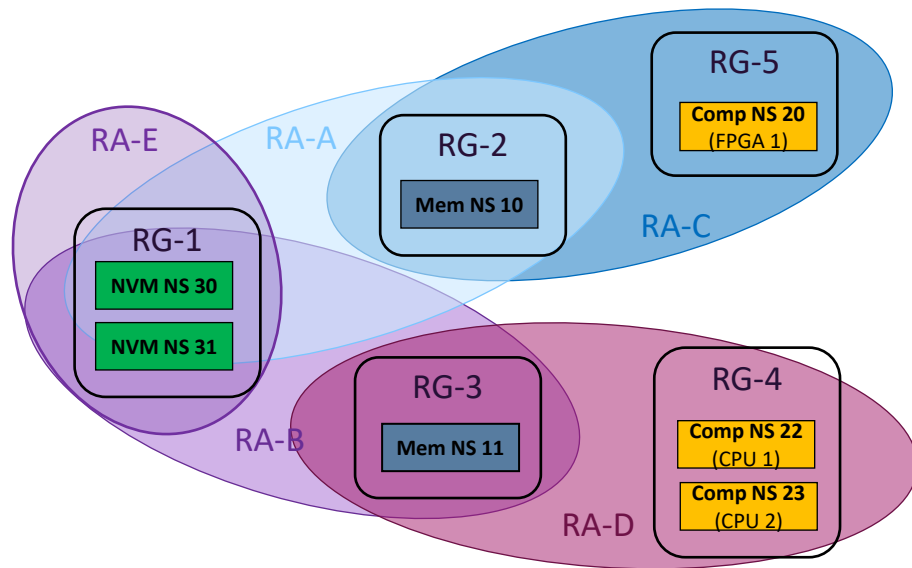 RG-5
Comp NS 20
(FPGA 1)
RA-E
RA-A
RG-2
Mem NS 10
RA-C
RG-1
NVM NS 30
NVM NS 31
RG-3
Mem NS 11
RA-B
RG-4
Comp NS 22
(CPU 1)
Comp NS 23
(CPU 2)
RA-D